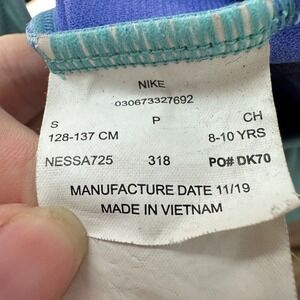 NIKE
030673327692
S P CH
128-137 CM 8-10 YRS
NESSA725 318 PO# DK70
MANUFACTURE DATE 11/19
MADE IN VIETNAM